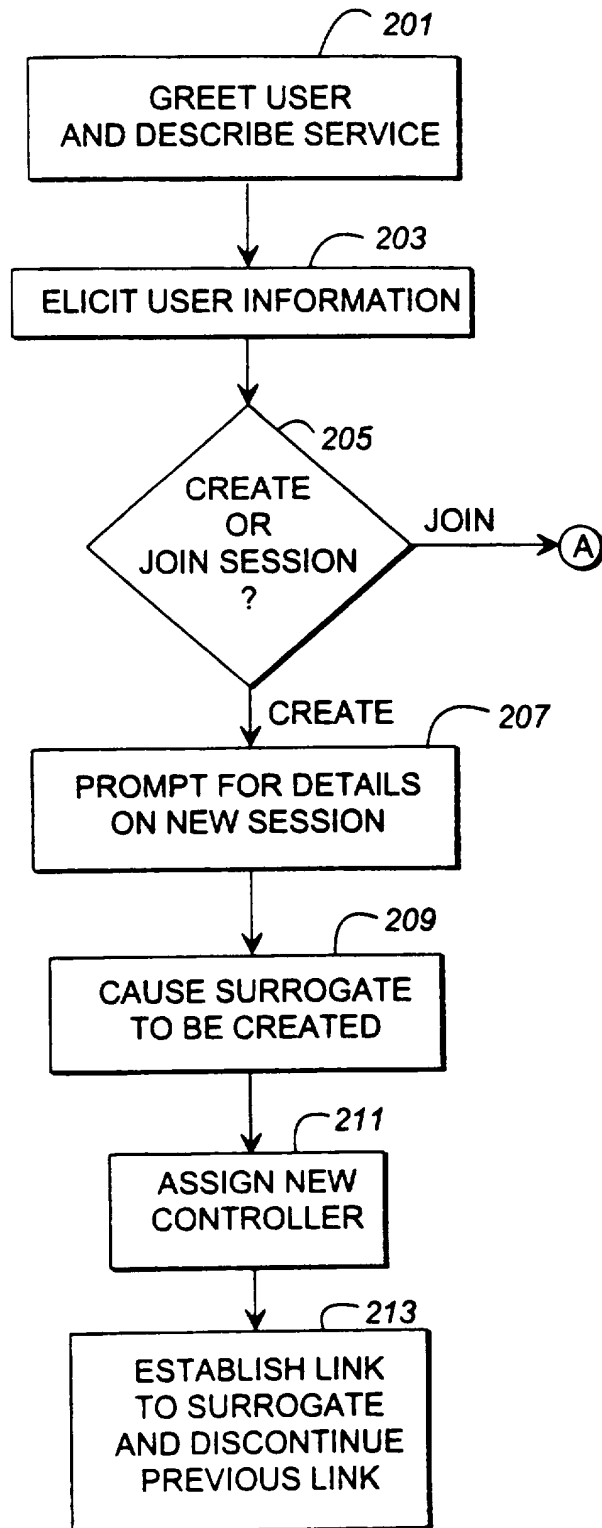 201
GREET USER
AND DESCRIBE SERVICE
203
ELICIT USER INFORMATION
205
CREATE
OR
JOIN SESSION
?
JOIN
A
CREATE
207
PROMPT FOR DETAILS
ON NEW SESSION
209
CAUSE SURROGATE
TO BE CREATED
211
ASSIGN NEW
CONTROLLER
213
ESTABLISH LINK
TO SURROGATE
AND DISCONTINUE
PREVIOUS LINK